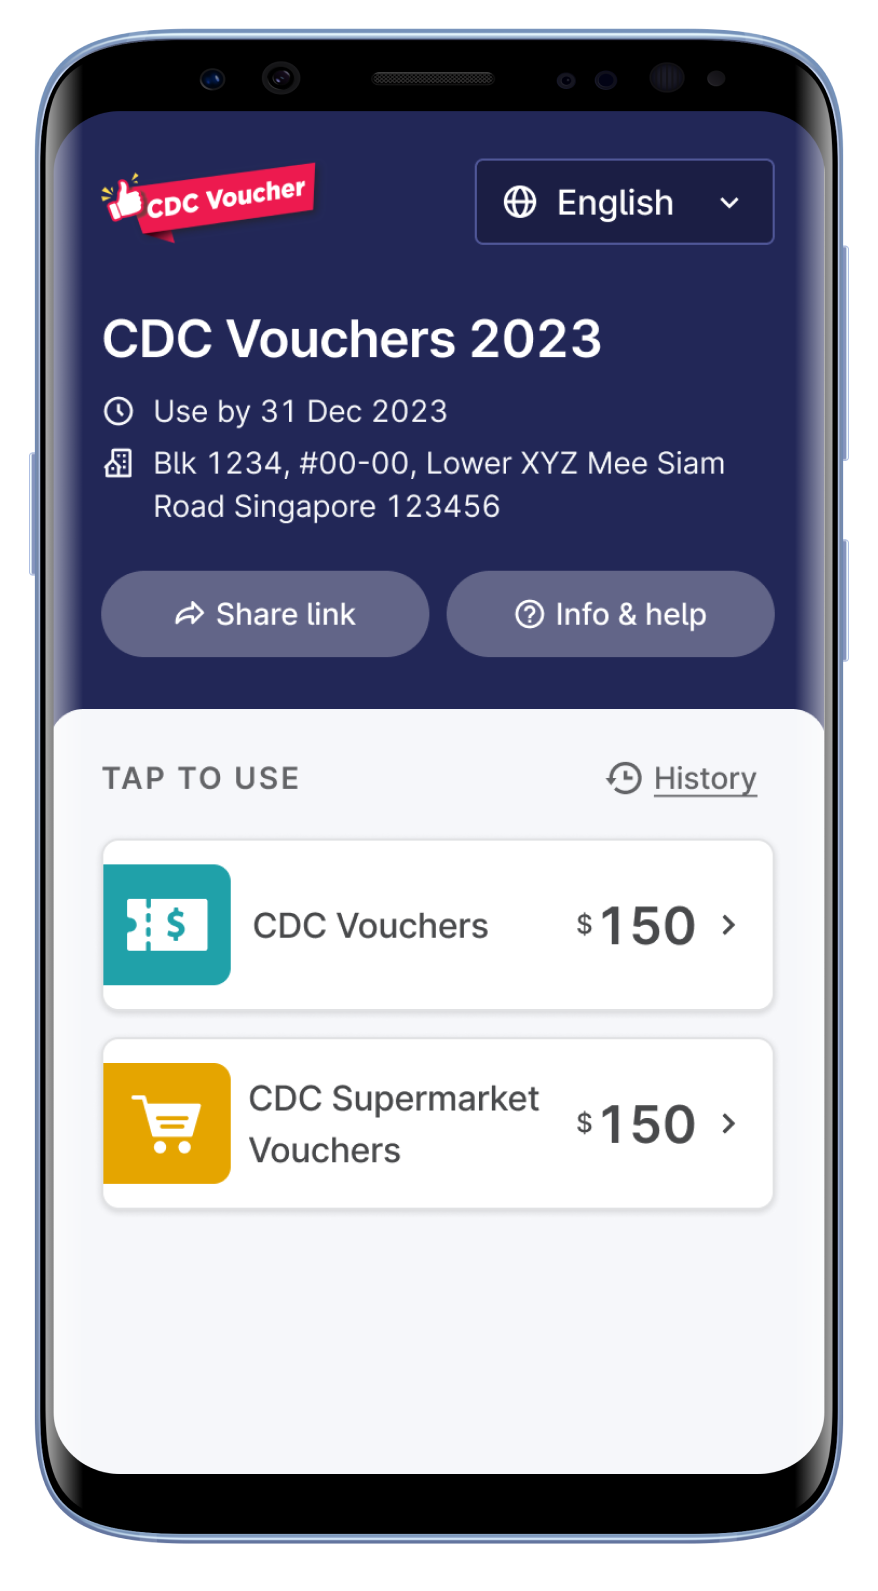 CDC Voucher
English
CDC Vouchers 2023
Use by 31 Dec 2023
Blk 1234, #00-00, Lower XYZ Mee Siam
Road Singapore 123456
Share link
Info & help
TAP TO USE
History
CDC Vouchers
$150
CDC Supermarket
Vouchers
$150